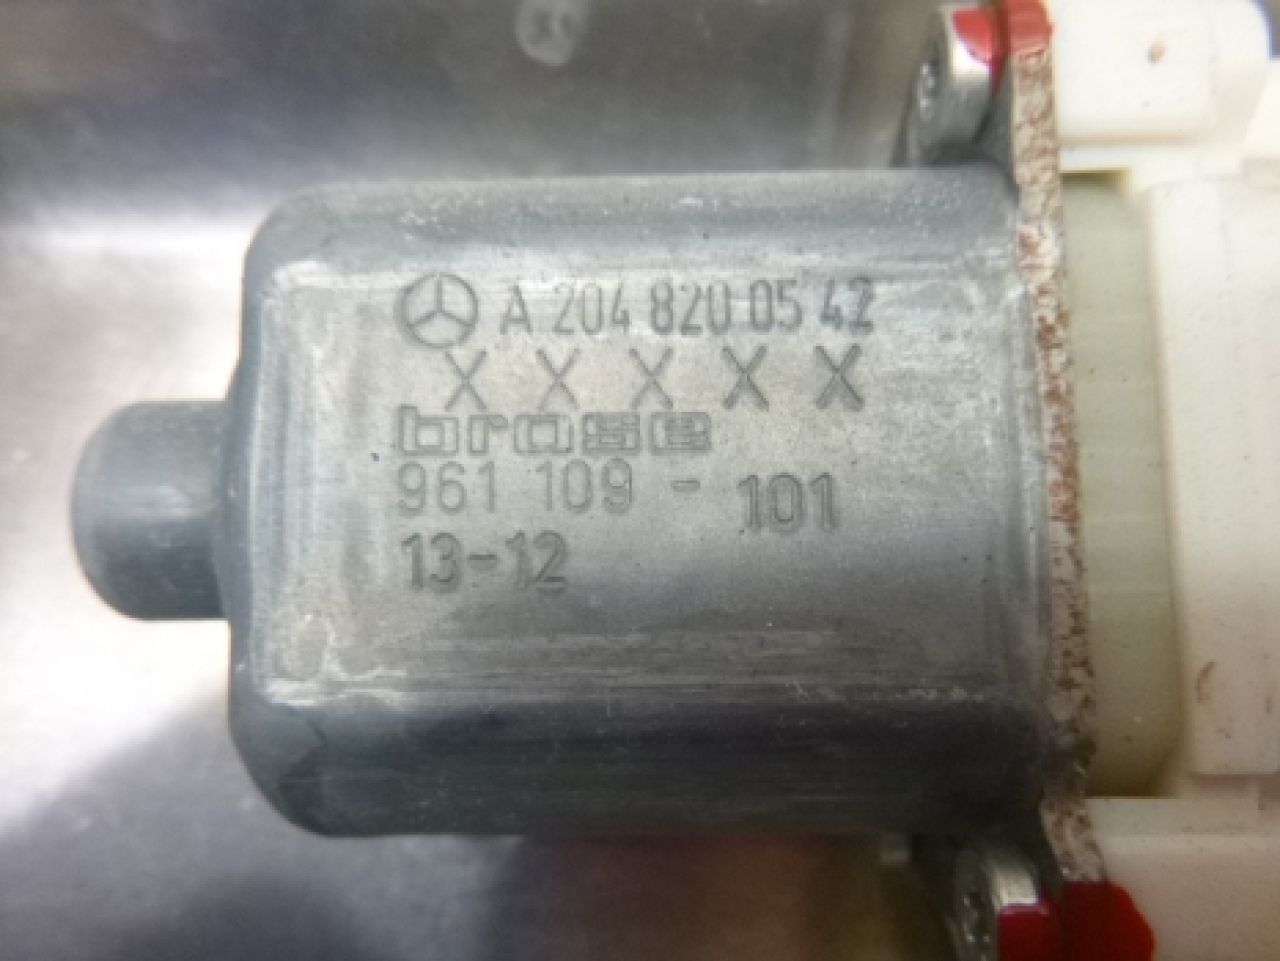 A 204 820 05 42
X X X X X
brose
961 109 - 101
13-12